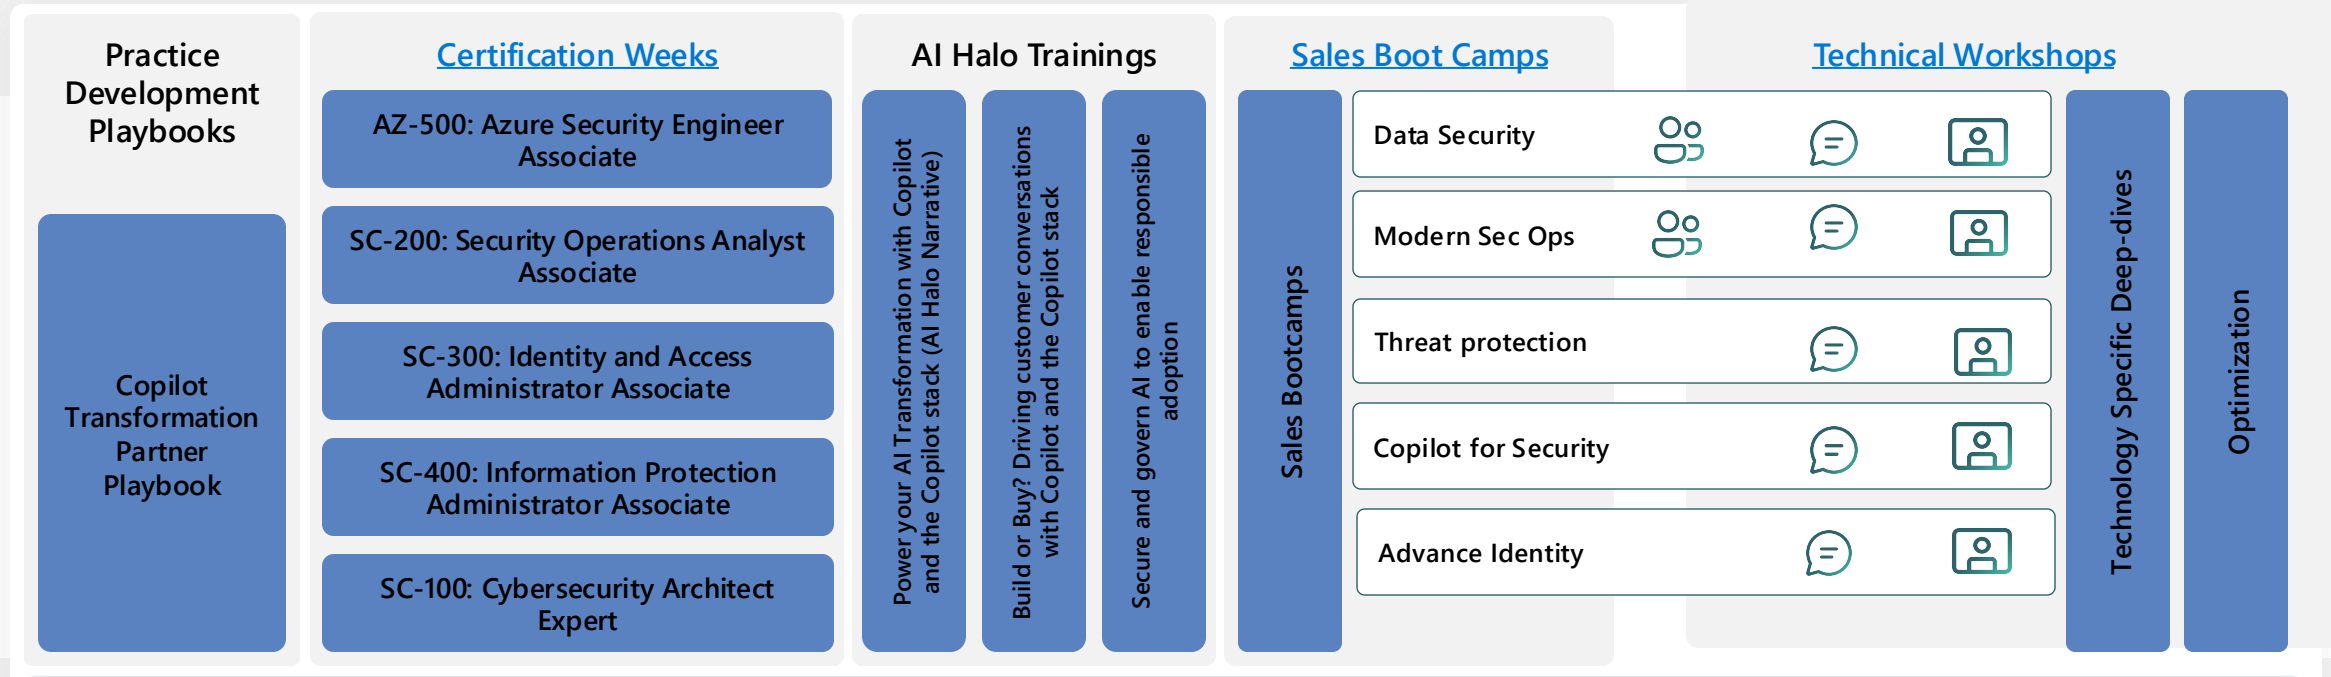 Practice
Development
Playbooks
Copilot
Transformation
Partner
Playbook
Certification Weeks
AZ-500: Azure Security Engineer
Associate
SC-200: Security Operations Analyst
Associate
SC-300: Identity and Access
Administrator Associate
SC-400: Information Protection
Administrator Associate
SC-100: Cybersecurity Architect
Expert
AI Halo Trainings
Power your AI Transformation with Copilot
and the Copilot stack (AI Halo Narrative)
Build or Buy? Driving customer conversations
with Copilot and the Copilot stack
Secure and govern AI to enable responsible
adoption
Sales Boot Camps
Sales Bootcamps
Data Security
Modern Sec Ops
Threat protection
Copilot for Security
Advance Identity
Technical Workshops
Technology Specific Deep-dives
Optimization